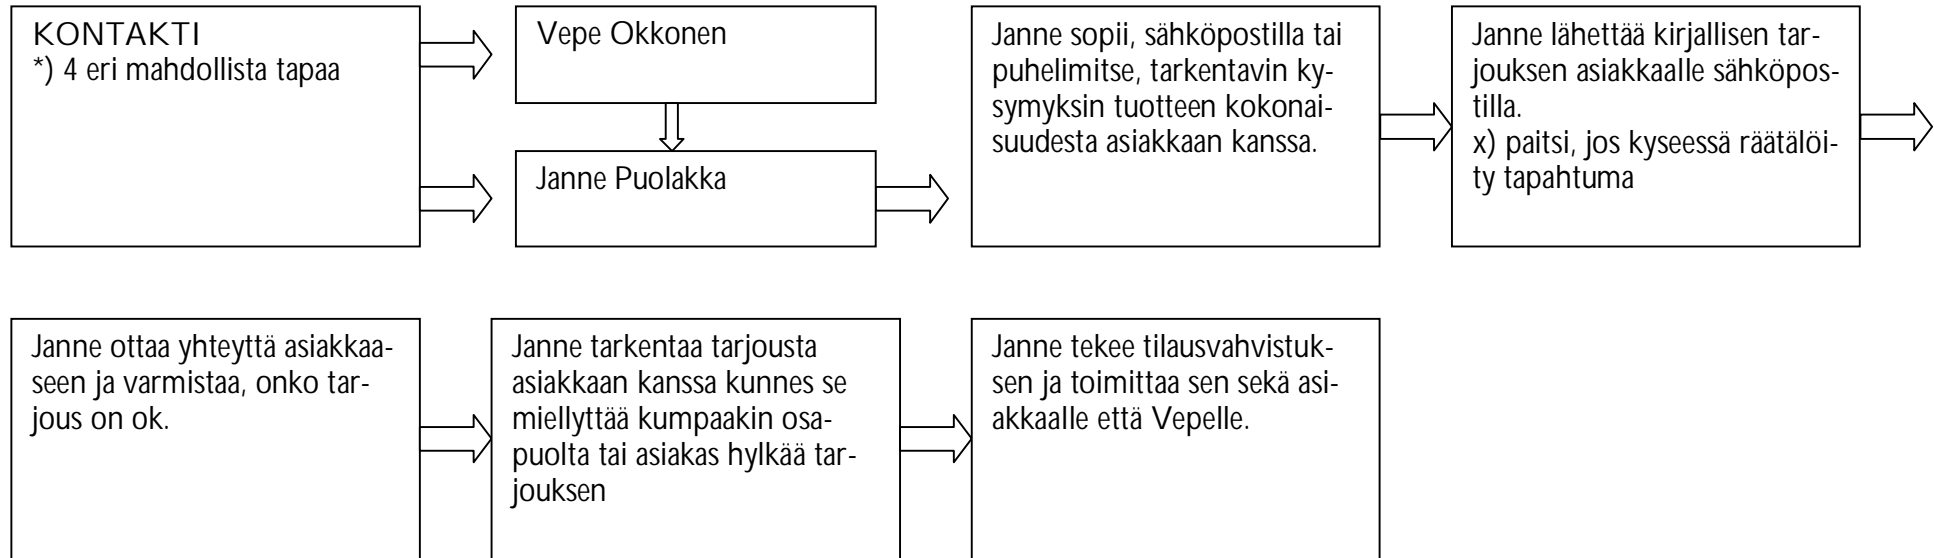 KONTAKTI
*) 4 eri mahdollista tapaa
Vepe Okkonen
Janne Puolakka
Janne sopii, sähköpostilla tai
puhelimitse, tarkentavin ky-
symyksin tuotteen kokonai-
suudesta asiakkaan kanssa.
Janne lähettää kirjallisen tar-
jouksen asiakkaalle sähköpos-
tilla.
x) paitsi, jos kyseessä räätälöi-
ty tapahtuma
Janne ottaa yhteyttä asiakkaa-
seen ja varmistaa, onko tar-
jous on ok.
Janne tarkentaa tarjousta
asiakkaan kanssa kunnes se
miellyttää kumpaakin osa-
puolta tai asiakas hylkää tar-
jouksen
Janne tekee tilausvahvistuk-
sen ja toimittaa sen sekä asi-
akkaalle että Vepelle.